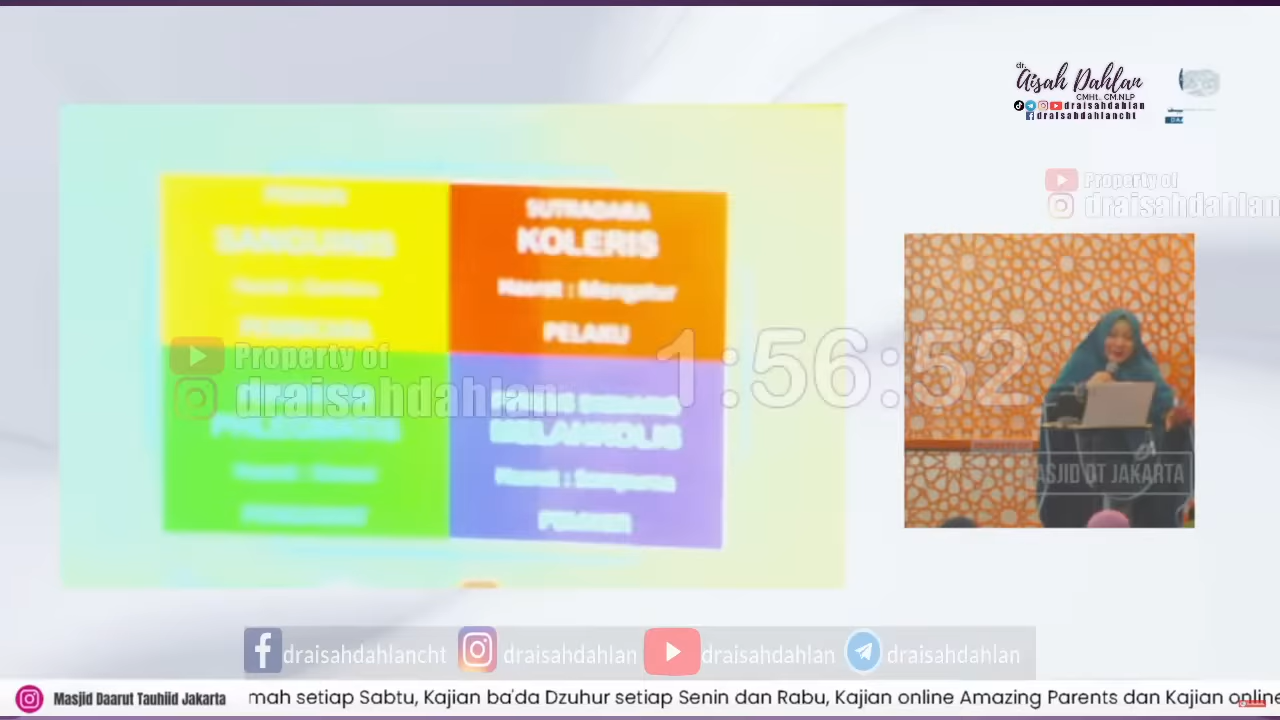 dr.
Aisah Dahlan
CMHt. CM.NLP
draisahdahlan
draisahdahlancht
Property of
draisahdahlan
SANGUINIS
SUTRADARA
KOLERIS
Hasrat : Mengatur
PELAKU
Property of
draisahdahlan
1:56:52
MELANKOLIS
Hasrat : Sempurna
PEMIKIR
MASJID DT JAKARTA
draisahdahlancht
draisahdahlan
draisahdahlan
draisahdahlan
Masjid Daarut Tauhiid Jakarta
mah setiap Sabtu, Kajian ba'da Dzuhur setiap Senin dan Rabu, Kajian online Amazing Parents dan Kajian online